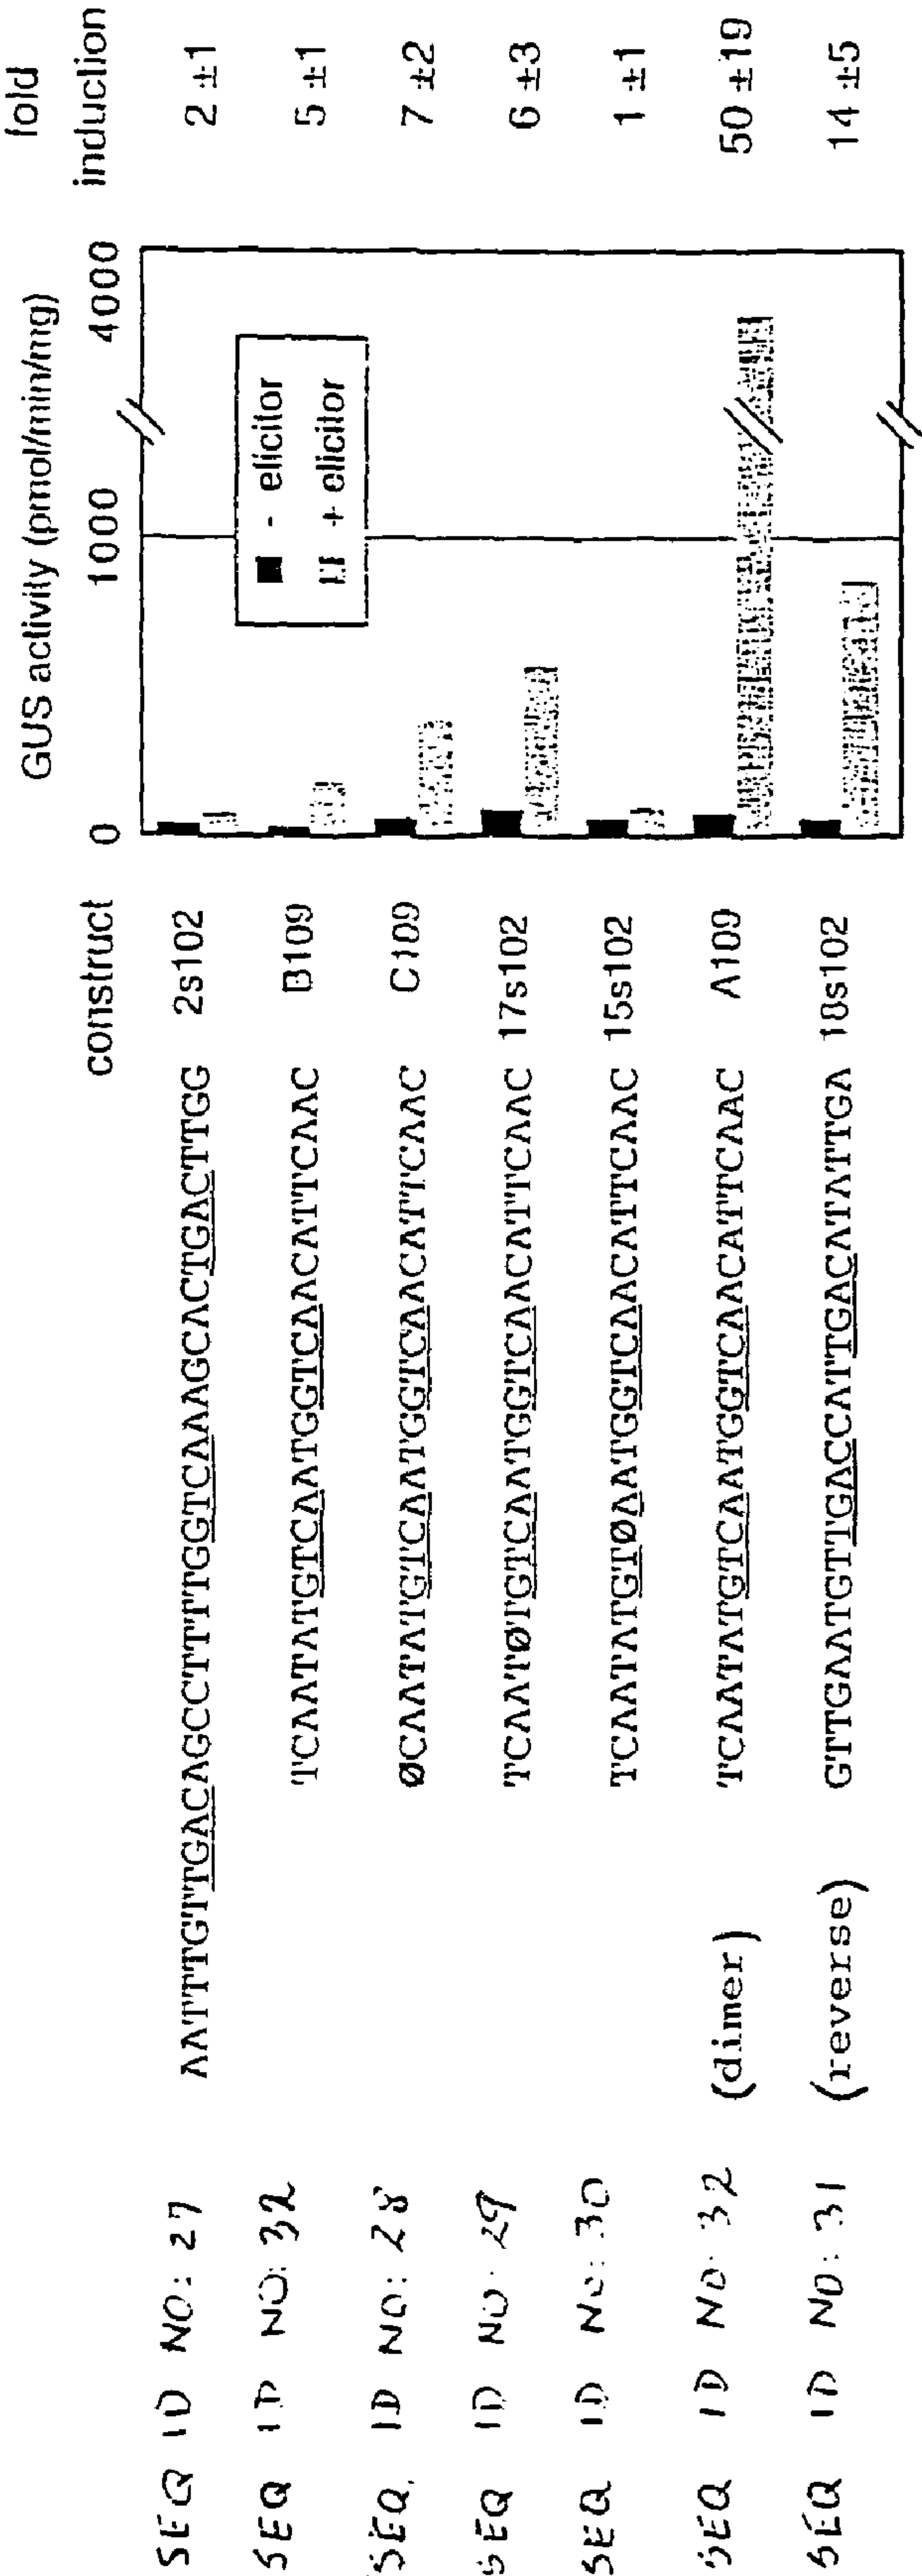 GUS activity (pmol/min/mg) fold
construct 0 1000 4000 induction
SEQ ID NO: 27 AATTTGTTGACAGCCTTTTGGTCAAAGCACTGACTTGG 2s102 2 ±1
SEQ ID NO: 32 TCAATATGTCAATGGTCAACATTCAAC B109 5 ±1
SEQ. ID NO: 28 ØCAATATGTCAATGGTCAACATTCAAC C109 7 ±2
SEQ ID NO: 29 TCAATØTGTCAATGGTCAACATTCAAC 17s102 6 ±3
SEQ ID NO: 30 TCAATATGTØAATGGTCAACATTCAAC 15s102 1 ±1
SEQ ID NO: 32 (dimer) TCAATATGTCAATGGTCAACATTCAAC A109 50 ±19
SEQ ID NO: 31 (reverse) GTTGAATGTTGACCATTGACATATTGA 18s102 14 ±5
- elicitor
+ elicitor